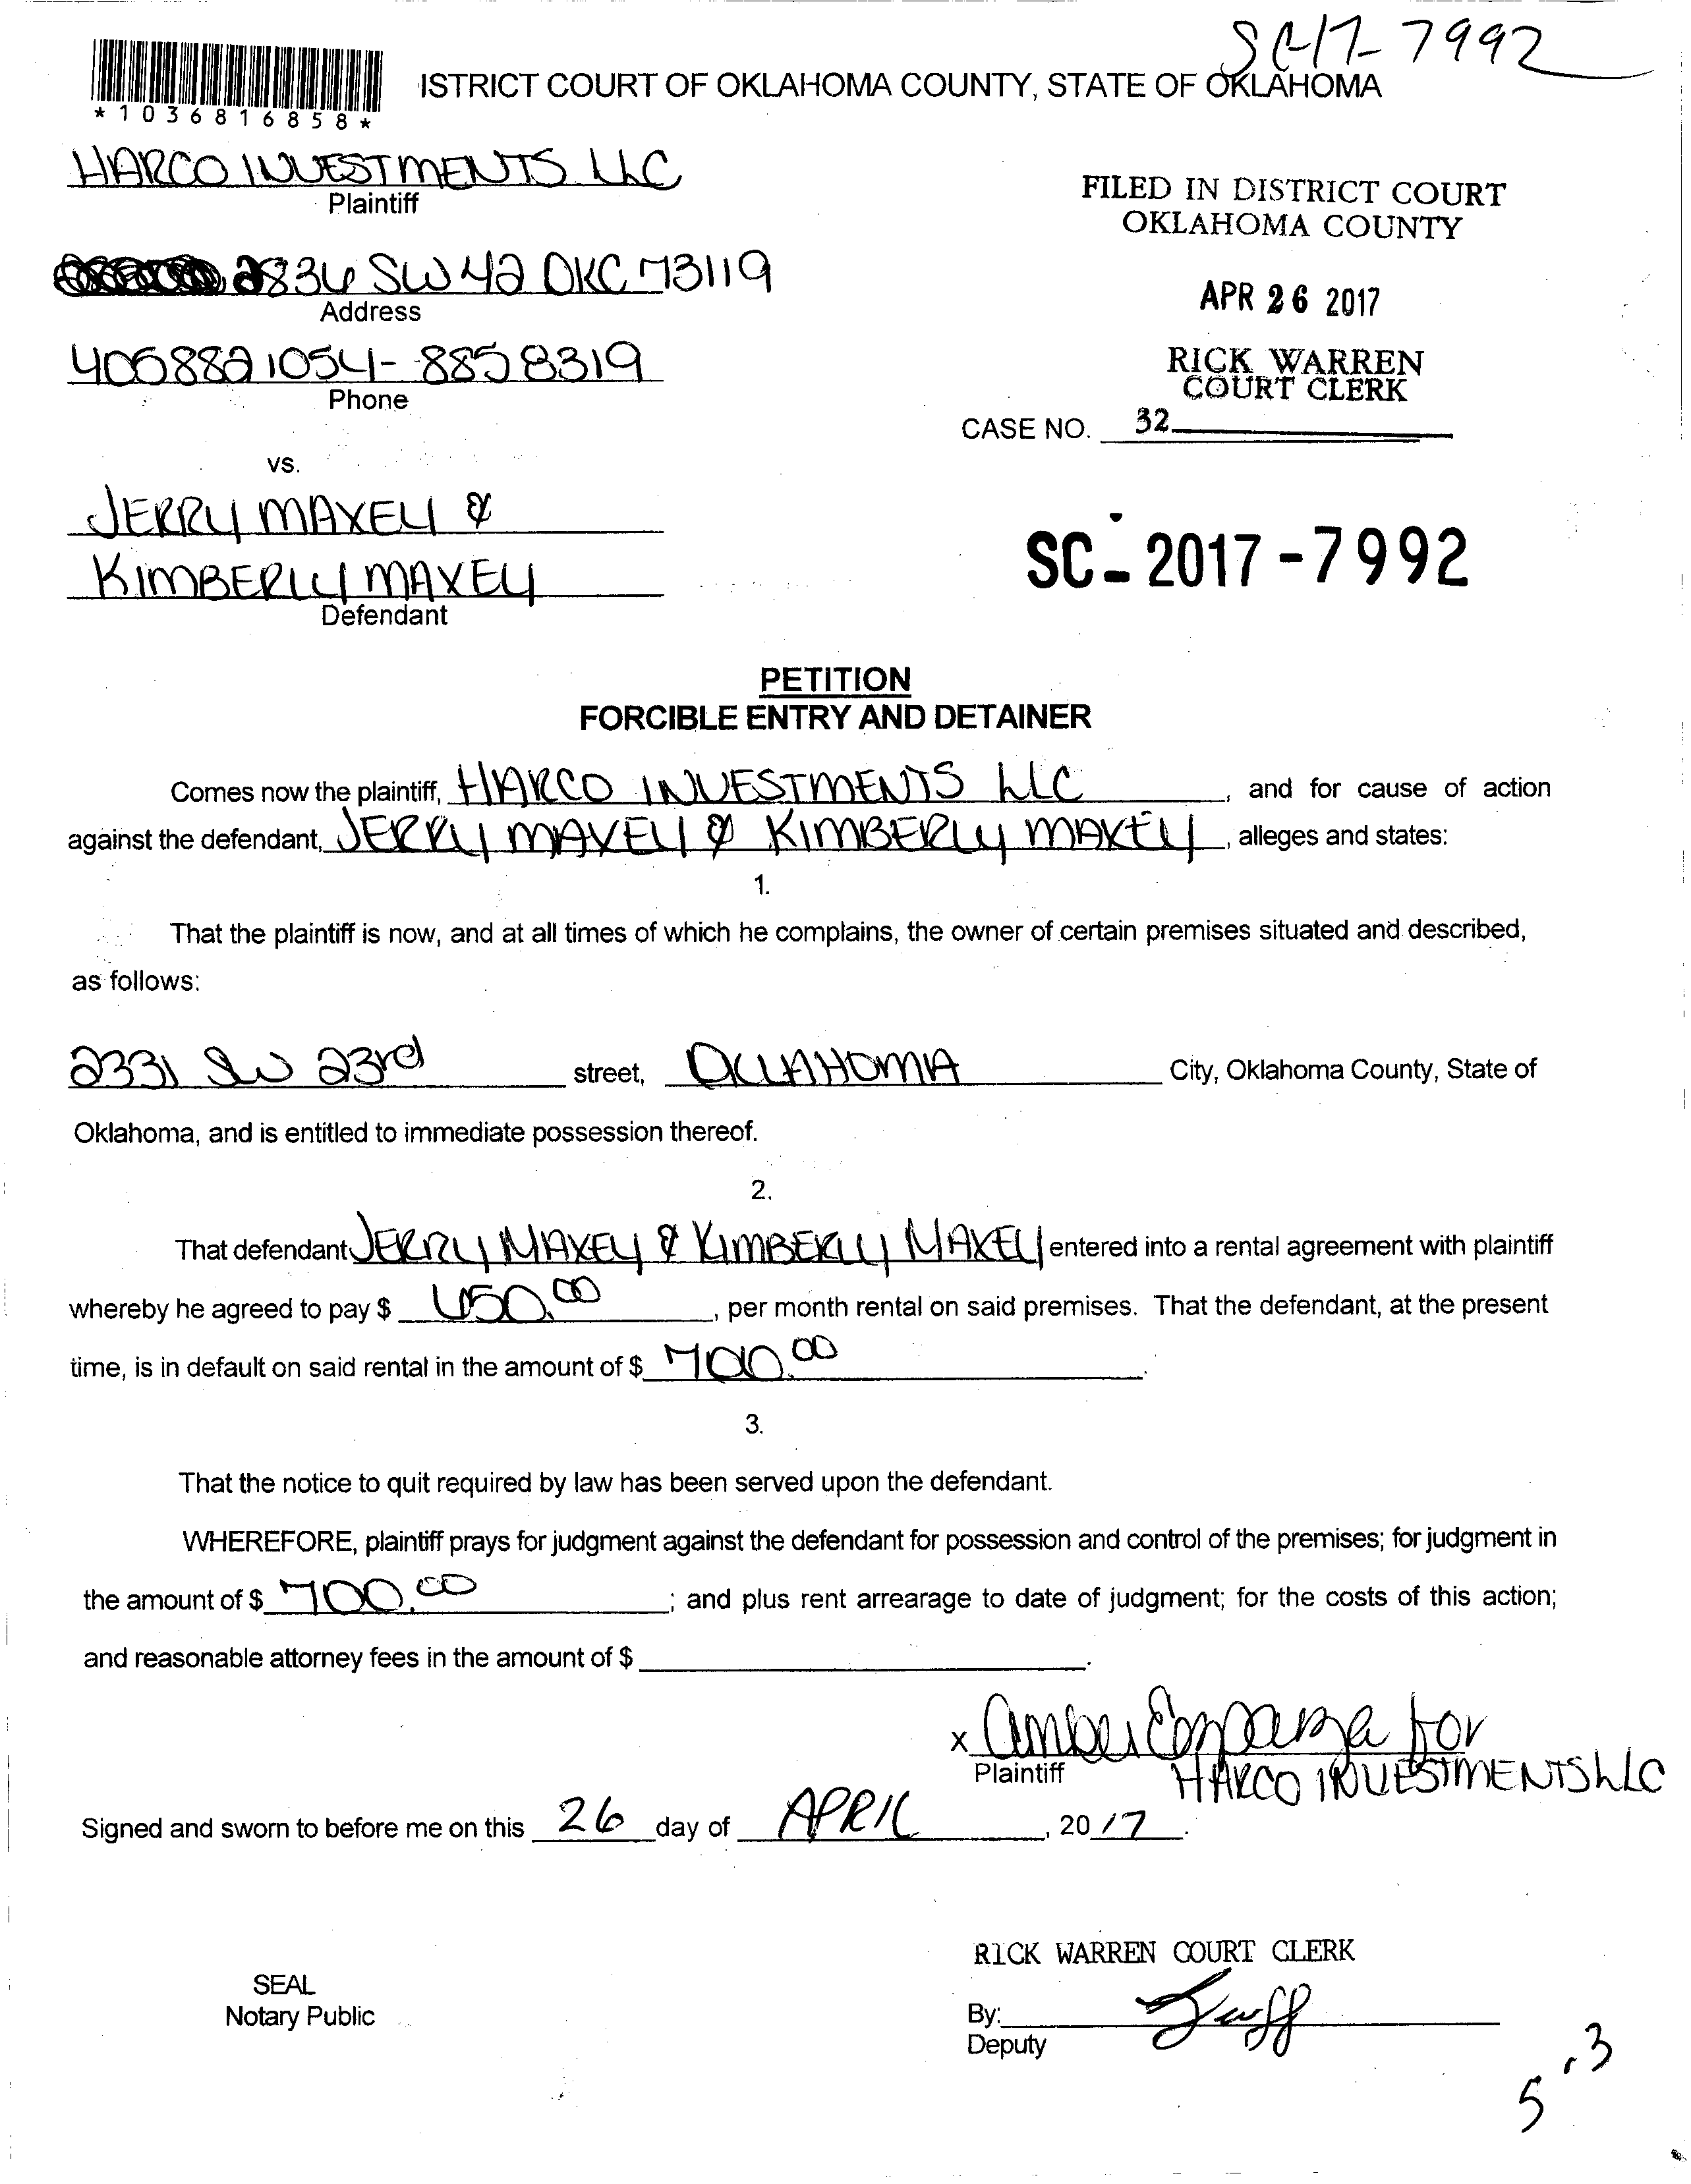 SC-17-7992
ISTRICT COURT OF OKLAHOMA COUNTY, STATE OF OKLAHOMA
*1036816858*
HARCO INVESTMENTS LLC
Plaintiff
FILED IN DISTRICT COURT
OKLAHOMA COUNTY
2836 SW 42 OKC 73119
Address
APR 26 2017
4058821054- 8858319
Phone
RICK WARREN
COURT CLERK
CASE NO. 32
vs.
JERRY MAXEY &
KIMBERLY MAXEY
Defendant
SC-2017-7992
PETITION
FORCIBLE ENTRY AND DETAINER
Comes now the plaintiff, HARCO INVESTMENTS LLC, and for cause of action
against the defendant, JERRY MAXEY & KIMBERLY MAXEY, alleges and states:
1.
That the plaintiff is now, and at all times of which he complains, the owner of certain premises situated and described,
as follows:
2331 SW 23rd street, OKLAHOMA City, Oklahoma County, State of
Oklahoma, and is entitled to immediate possession thereof.
2.
That defendant JERRY MAXEY & KIMBERLY MAXEY entered into a rental agreement with plaintiff
whereby he agreed to pay $ 650.00, per month rental on said premises. That the defendant, at the present
time, is in default on said rental in the amount of $ 700.00.
3.
That the notice to quit required by law has been served upon the defendant.
WHEREFORE, plaintiff prays for judgment against the defendant for possession and control of the premises; for judgment in
the amount of $ 700.00; and plus rent arrearage to date of judgment; for the costs of this action;
and reasonable attorney fees in the amount of $ .
x Amber Esparza for
Plaintiff HARCO INVESTMENTS LLC
Signed and sworn to before me on this 26 day of APRIL, 2017.
RICK WARREN COURT CLERK
SEAL
Notary Public
By:
Deputy
5